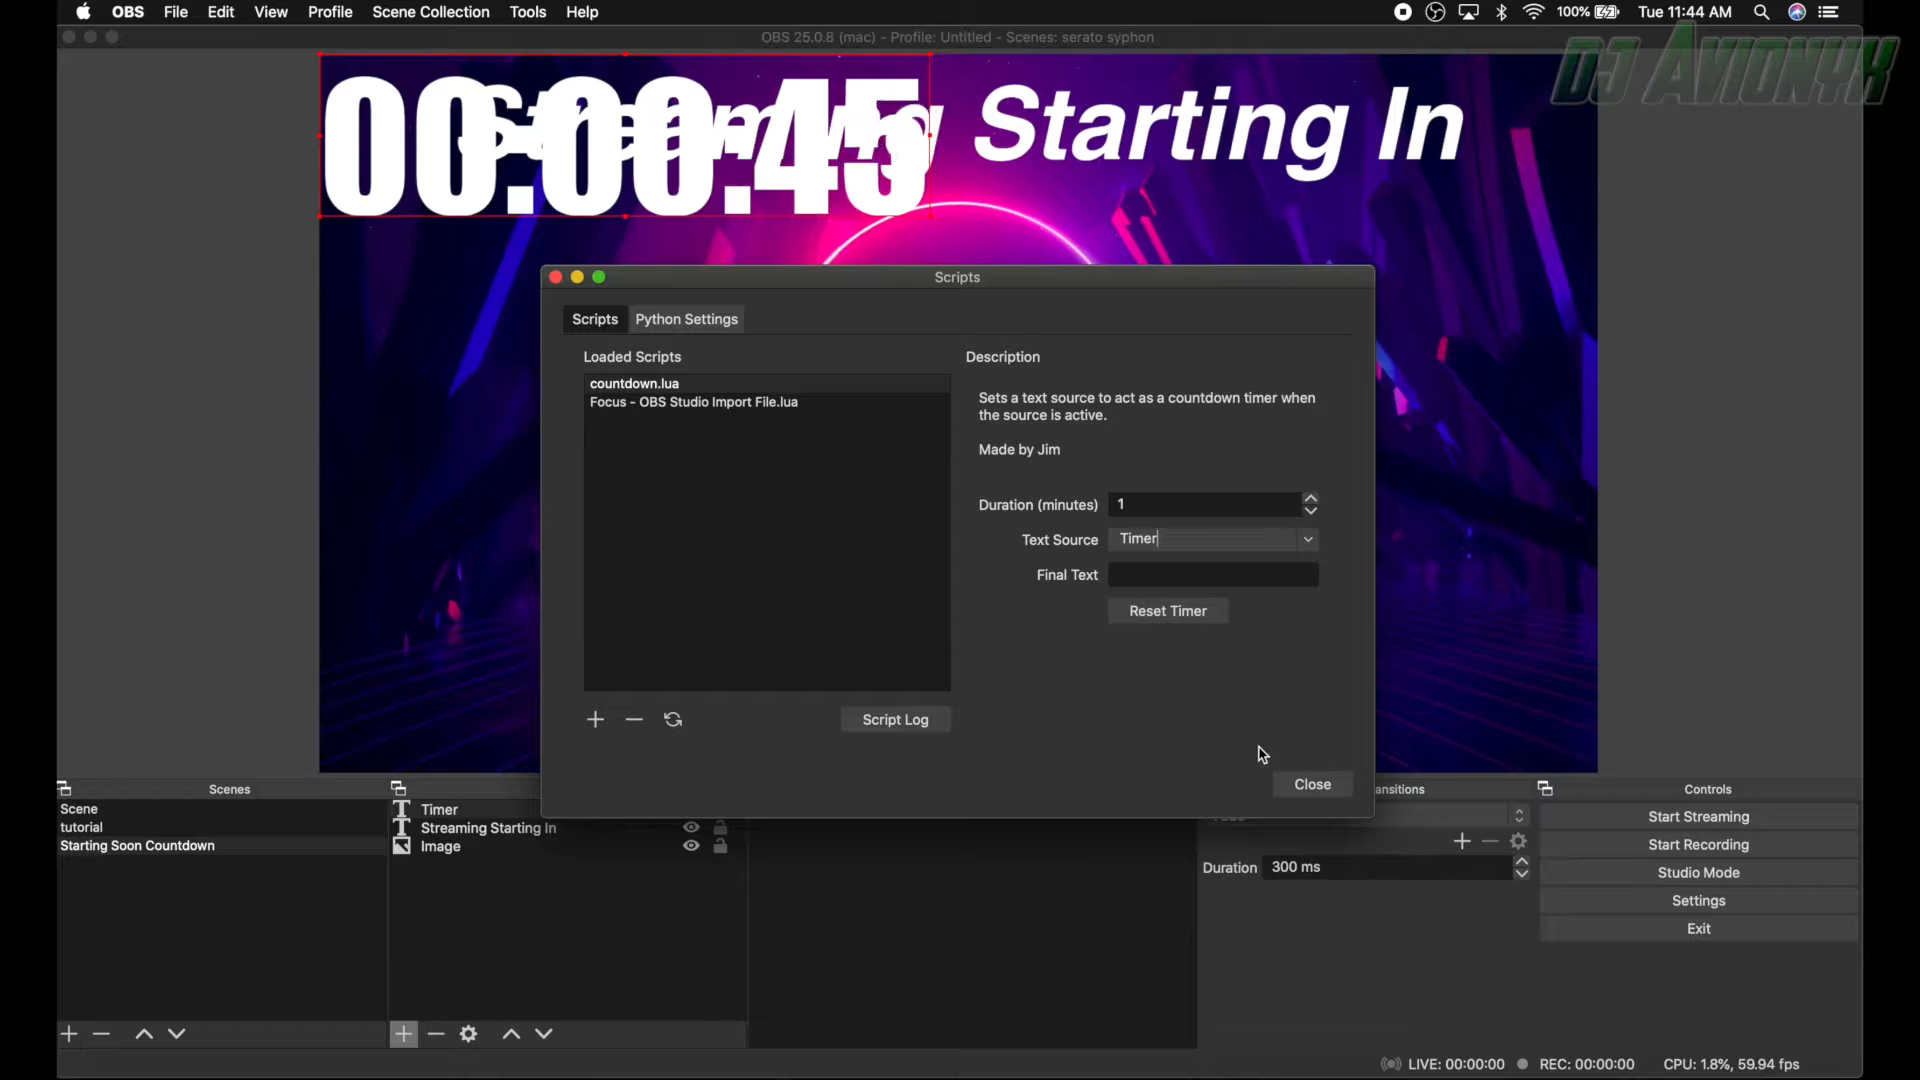 OBS File Edit View Profile Scene Collection Tools Help 100% Tue 11:44 AM
OBS 25.0.8 (mac) - Profile: Untitled - Scenes: serato syphon
DJ AVIONYX
00:00:45
Streaming Starting In
Scripts
Scripts Python Settings
Loaded Scripts
countdown.lua
Focus - OBS Studio Import File.lua
Description
Sets a text source to act as a countdown timer when
the source is active.
Made by Jim
Duration (minutes) 1
Text Source Timer
Final Text
Reset Timer
Script Log
Close
Scenes
Scene
tutorial
Starting Soon Countdown
Timer
Streaming Starting In
Image
ansitions
Duration 300 ms
Controls
Start Streaming
Start Recording
Studio Mode
Settings
Exit
LIVE: 00:00:00 REC: 00:00:00 CPU: 1.8%, 59.94 fps